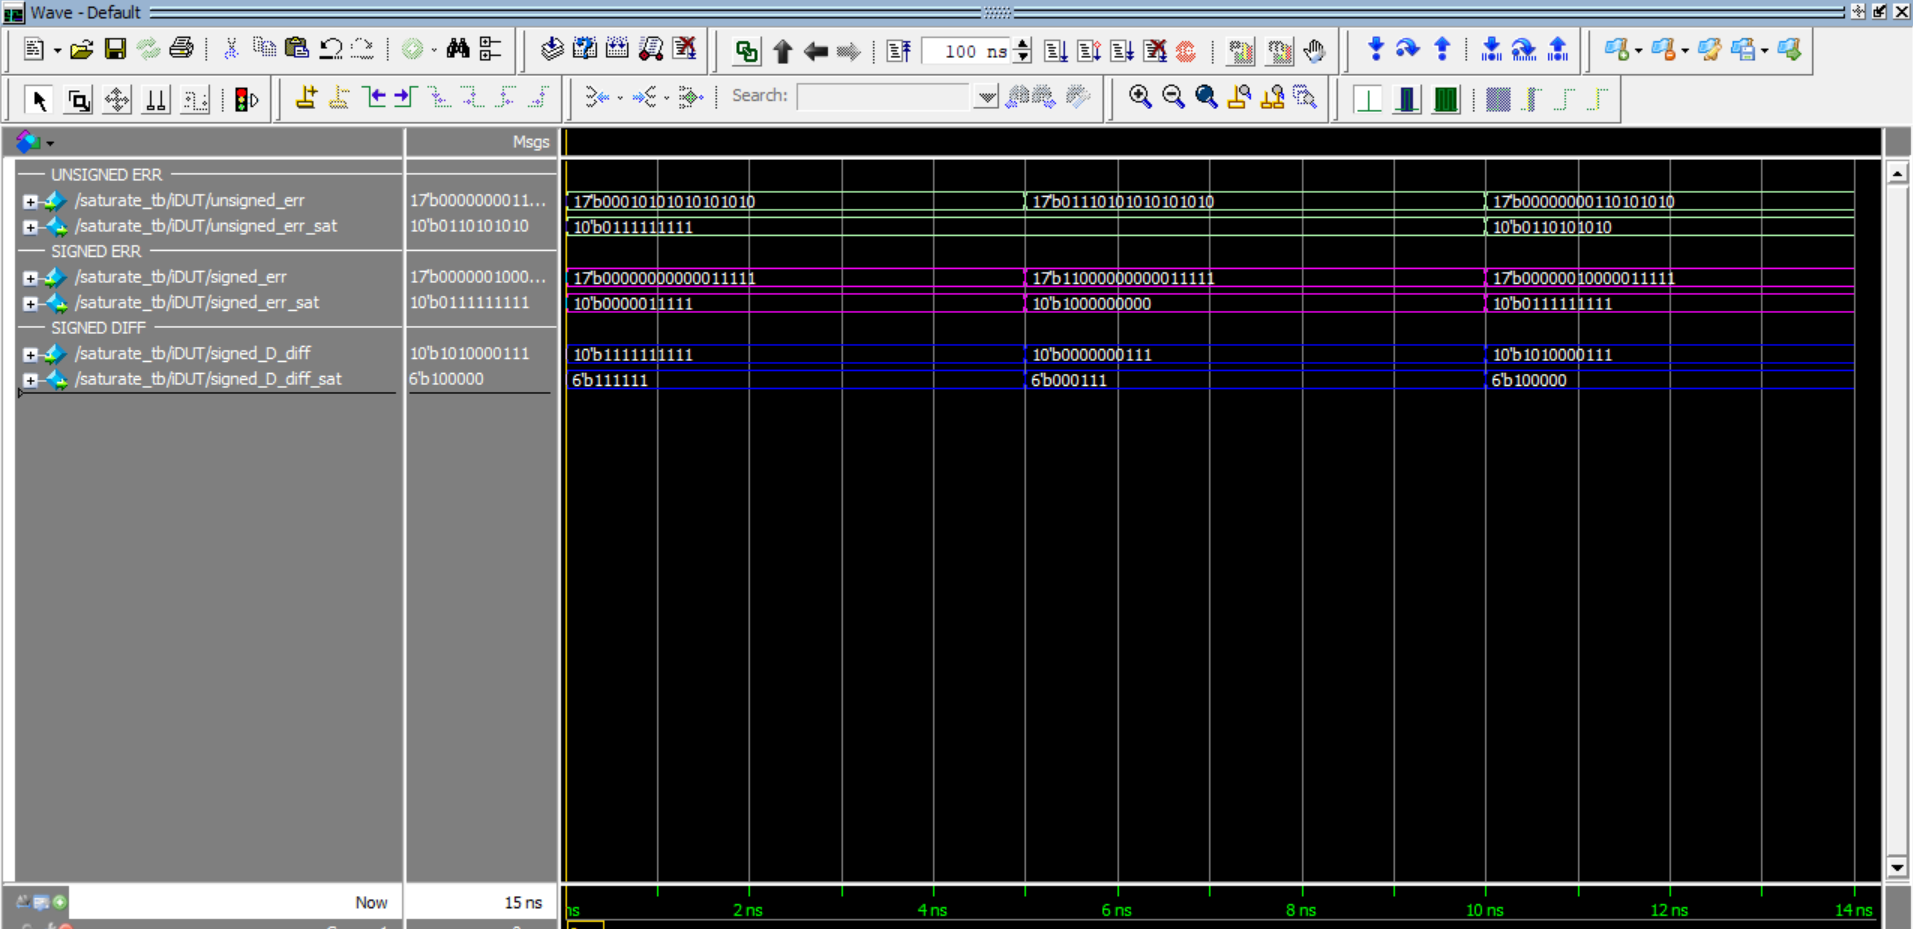 Wave - Default
100 ns
Search:
Msgs
UNSIGNED ERR
/saturate_tb/iDUT/unsigned_err 17'b0000000011... 17'b00010101010101010 17'b01110101010101010 17'b00000000110101010
/saturate_tb/iDUT/unsigned_err_sat 10'b0110101010 10'b0111111111 10'b0110101010
SIGNED ERR
/saturate_tb/iDUT/signed_err 17'b0000001000... 17'b00000000000011111 17'b11000000000011111 17'b00000010000011111
/saturate_tb/iDUT/signed_err_sat 10'b0111111111 10'b0000011111 10'b1000000000 10'b0111111111
SIGNED DIFF
/saturate_tb/iDUT/signed_D_diff 10'b1010000111 10'b1111111111 10'b0000000111 10'b1010000111
/saturate_tb/iDUT/signed_D_diff_sat 6'b100000 6'b111111 6'b000111 6'b100000
Now 15 ns ns 2 ns 4 ns 6 ns 8 ns 10 ns 12 ns 14 ns